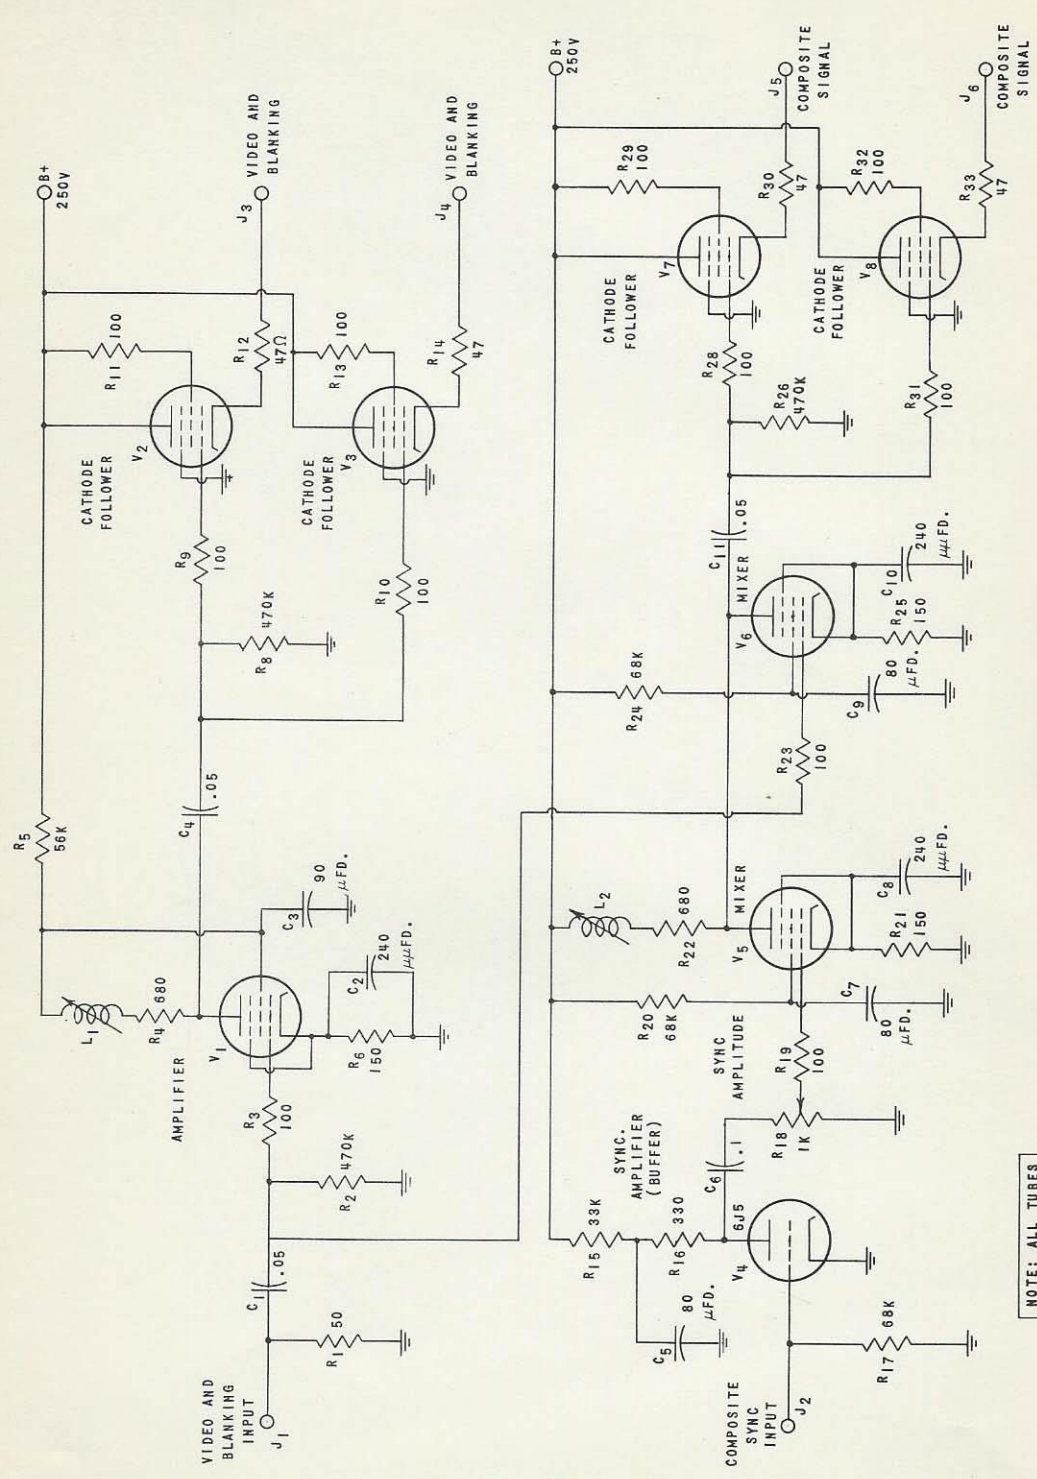 R5
56K
B+
250V
L1
R4
680
AMPLIFIER
V1
C3
90
μFD.
C2
240
μμFD.
R6
150
R3
100
R2
470K
C1
.05
R1
50
VIDEO AND
BLANKING
INPUT
J1
C4
.05
R8
470K
R9
100
R10
100
CATHODE
FOLLOWER
V2
R11
100
R12
47Ω
J3
VIDEO AND
BLANKING
CATHODE
FOLLOWER
V3
R13
100
R14
47
J4
VIDEO AND
BLANKING
B+
250V
R15
33K
R16
330
C5
80
μFD.
SYNC.
AMPLIFIER
(BUFFER)
V4
6J5
COMPOSITE
SYNC
INPUT
J2
R17
68K
C6
.1
SYNC
AMPLITUDE
R18
1K
R19
100
R20
68K
C7
80
μFD.
L2
R22
680
V5
MIXER
R21
150
C8
240
μμFD.
R23
100
R24
68K
C9
80
μFD.
V6
MIXER
R25
150
C10
240
μμFD.
C11
.05
R26
470K
R28
100
R31
100
CATHODE
FOLLOWER
V7
R29
100
R30
47
J5
COMPOSITE
SIGNAL
CATHODE
FOLLOWER
V8
R32
100
R33
47
J6
COMPOSITE
SIGNAL
NOTE: ALL TUBES